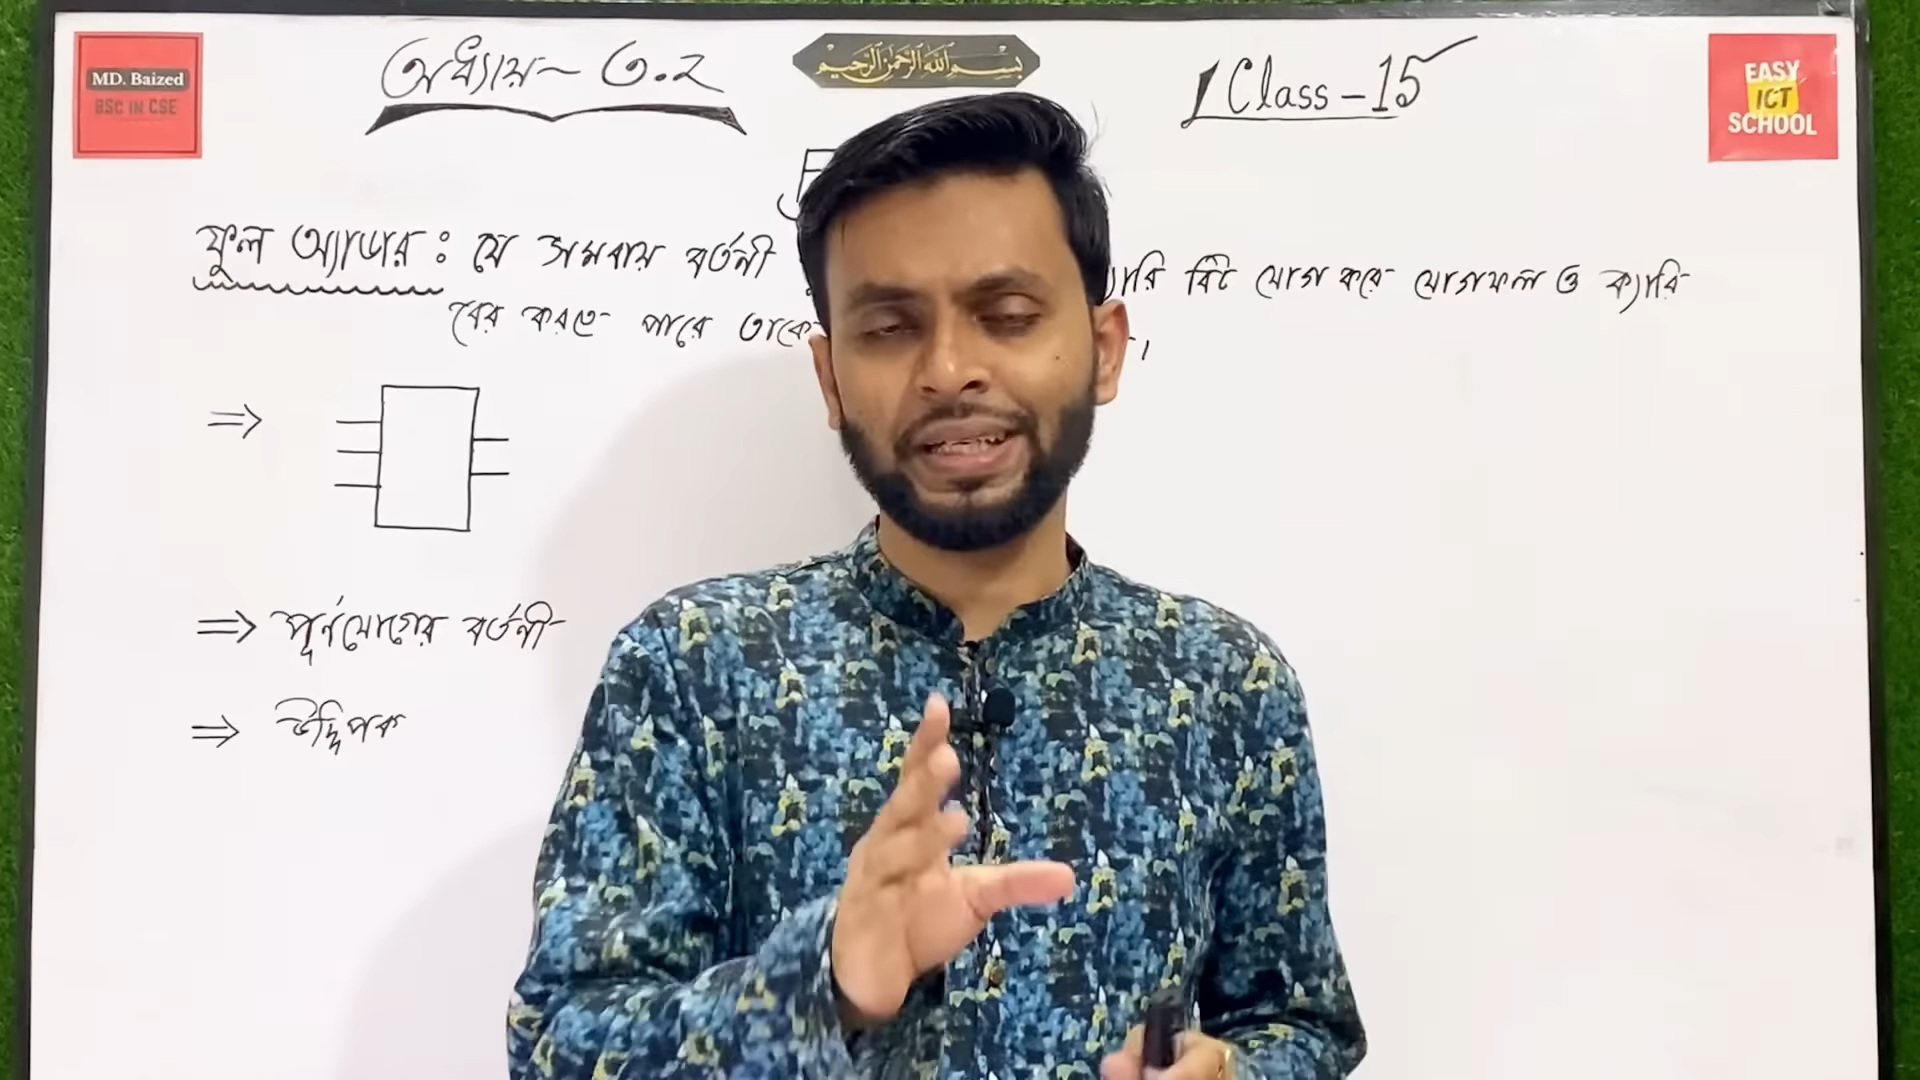 MD. Baized
BSC IN CSE
অধ্যায়- ৩.২
بسم الله الرحمن الرحيم
Class - 15
EASY
ICT
SCHOOL
ফুল অ্যাডার : যে সমবায় বর্তনী
বিট যোগ করে যোগফল ও ক্যারি
বের করতে পারে তাকে
⇒
⇒ পূর্ণযোগের বর্তনী
⇒ উদ্দিপক